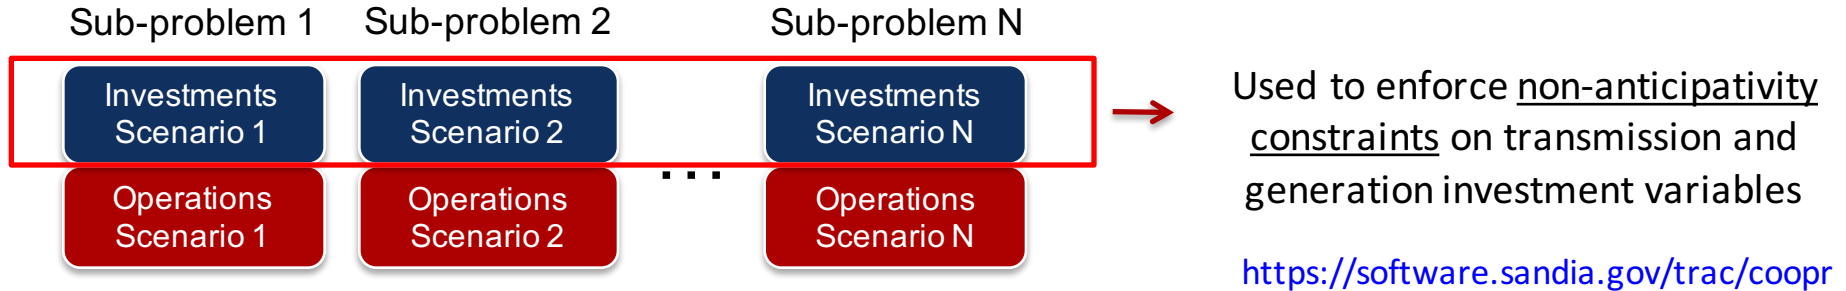 Sub-problem 1
Sub-problem 2
Sub-problem N
Investments
Scenario 1
Investments
Scenario 2
Investments
Scenario N
...
Operations
Scenario 1
Operations
Scenario 2
Operations
Scenario N
Used to enforce non-anticipativity
constraints on transmission and
generation investment variables
https://software.sandia.gov/trac/coopr